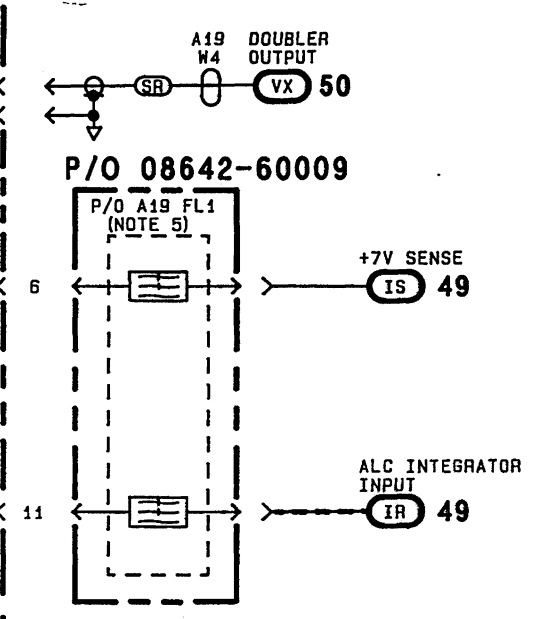 A19 DOUBLER
W4 OUTPUT
SR VX 50
P/O 08642-60009
P/O A19 FL1
(NOTE 5)
+7V SENSE
6 IS 49
ALC INTEGRATOR
INPUT
11 IR 49